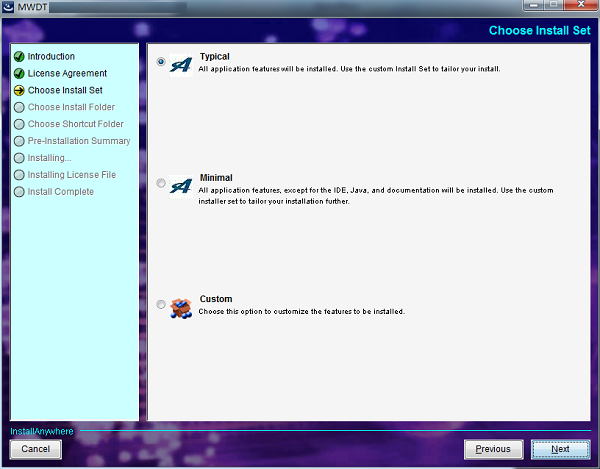 MWDT
Choose Install Set
Introduction
License Agreement
Choose Install Set
Choose Install Folder
Choose Shortcut Folder
Pre-Installation Summary
Installing...
Installing License File
Install Complete
Typical
All application features will be installed. Use the custom Install Set to tailor your install.
Minimal
All application features, except for the IDE, Java, and documentation will be installed. Use the custom
installer set to tailor your installation further.
Custom
Choose this option to customize the features to be installed.
InstallAnywhere
Cancel
Previous
Next